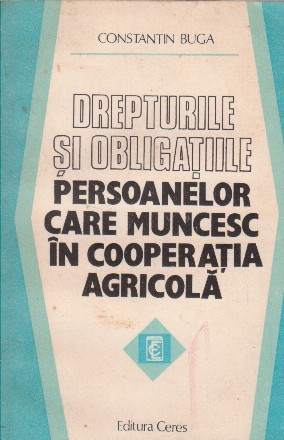 CONSTANTIN BUGA
DREPTURILE
ȘI OBLIGAȚIILE
PERSOANELOR
CARE MUNCESC
ÎN COOPERAȚIA
AGRICOLĂ
Editura Ceres